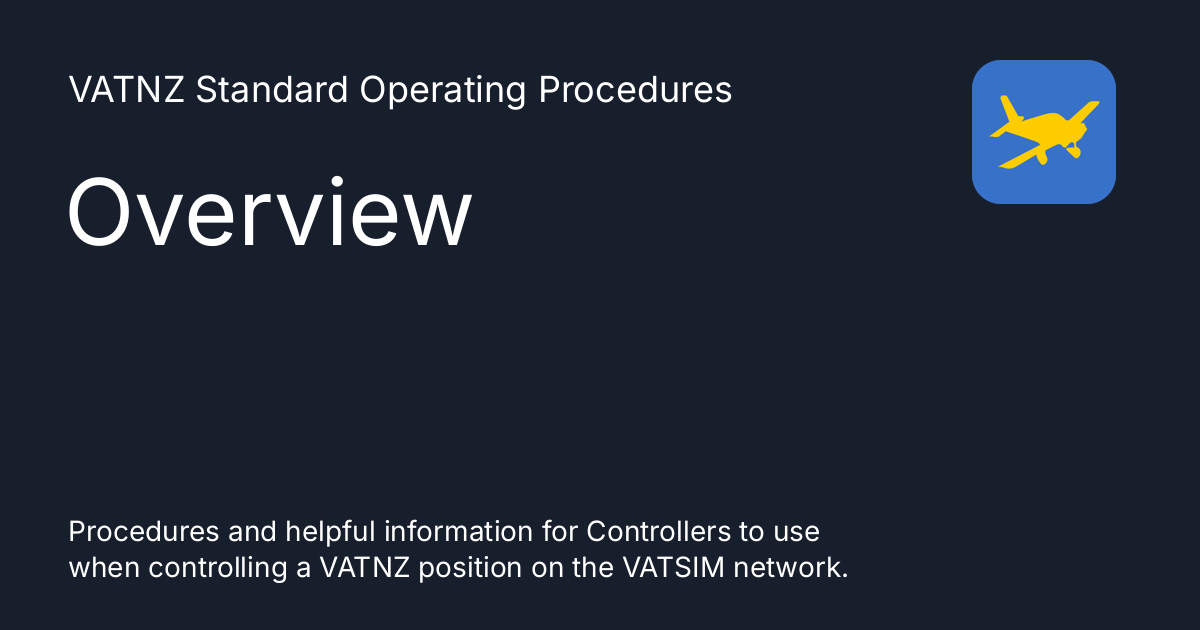 VATNZ Standard Operating Procedures
Overview
Procedures and helpful information for Controllers to use
when controlling a VATNZ position on the VATSIM network.